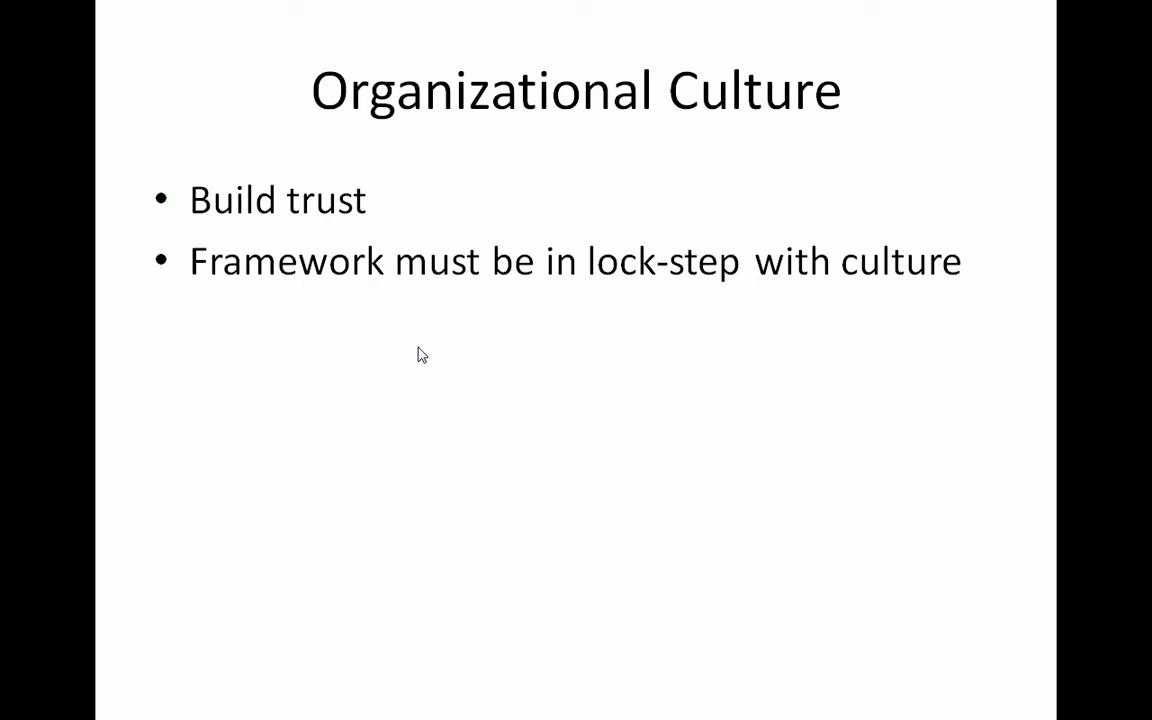 Organizational Culture
• Build trust
• Framework must be in lock-step with culture